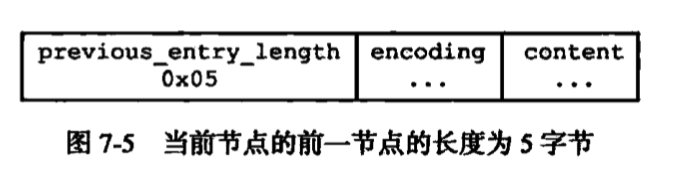 previous_entry_length encoding content
0x05 ... ...
图 7-5 当前节点的前一节点的长度为 5 字节